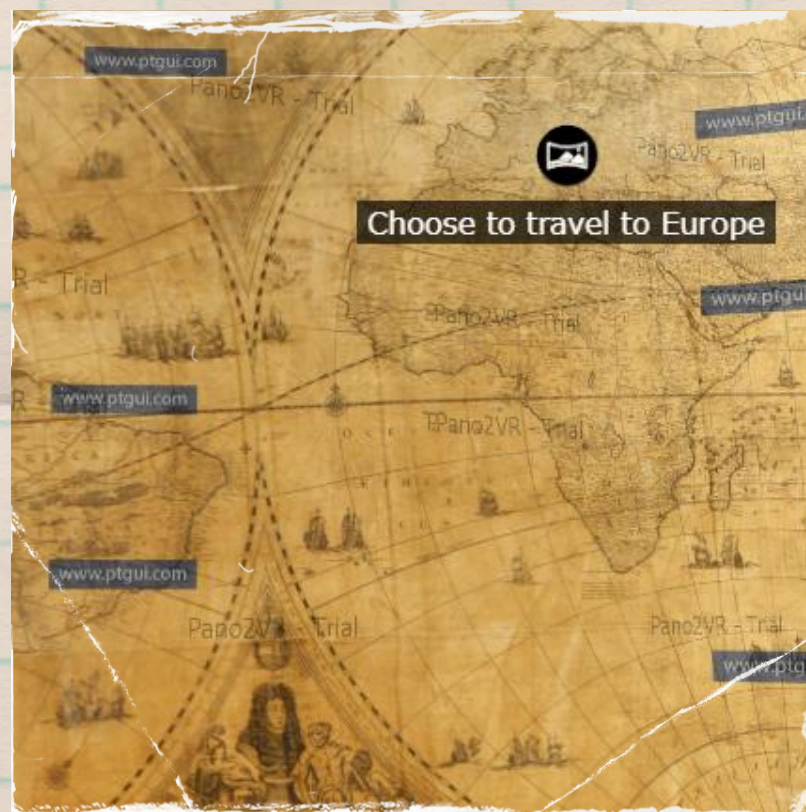 www.ptgui.com
Pano2VR - Trial
www.ptgui.
Pano2VR - Trial
Choose to travel to Europe
R - Trial
www.ptgui
Pano2VR - Trial
www.ptgui.com
R
Pano2VR - Trial
www.ptgui.com
Pano2VR - Trial
Pano2VR - Trial
www.ptg